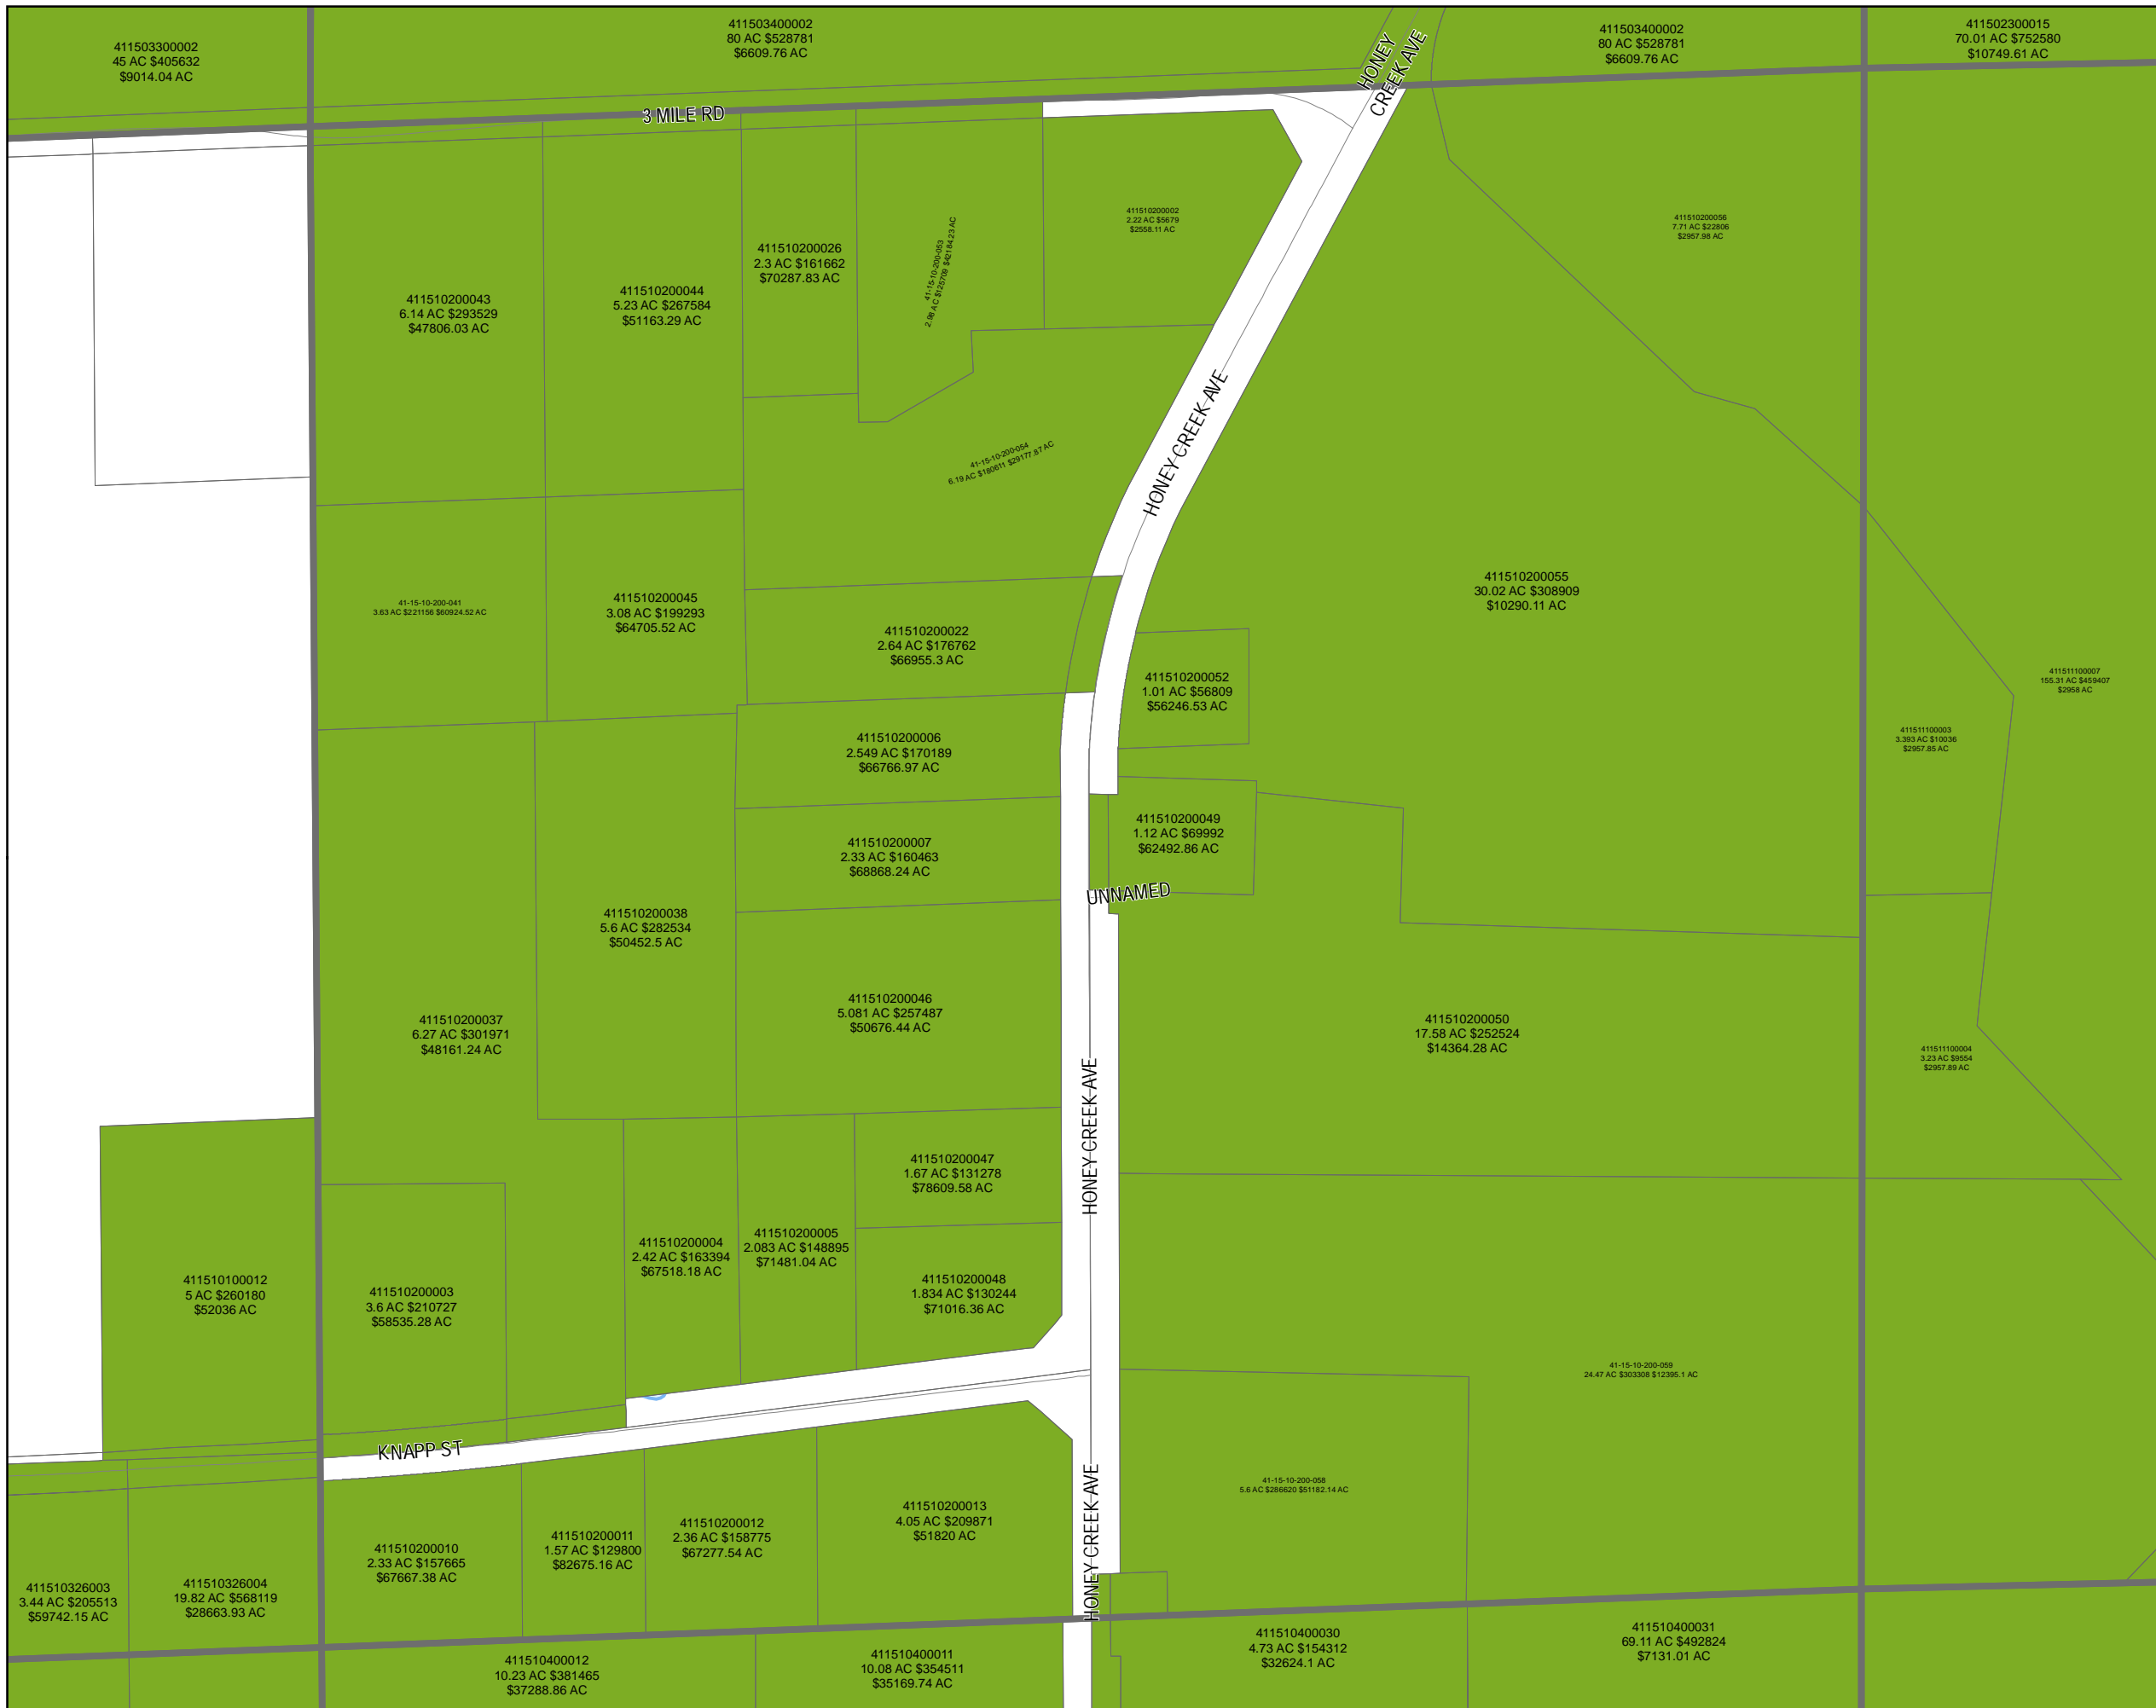 411503300002
45 AC $405632
$9014.04 AC
411503400002
80 AC $528781
$6609.76 AC
HONEY
CREEK AVE
411503400002
80 AC $528781
$6609.76 AC
411502300015
70.01 AC $752580
$10749.61 AC
3 MILE RD
411510200043
6.14 AC $293529
$47806.03 AC
411510200044
5.23 AC $267584
$51163.29 AC
411510200026
2.3 AC $161662
$70287.83 AC
41-15-10-200-053
2.98 AC $125709 $42184.23 AC
411510200002
2.22 AC $5679
$2558.11 AC
411510200056
7.71 AC $22806
$2957.98 AC
HONEY CREEK AVE
41-15-10-200-054
6.19 AC $180611 $29177.87 AC
41-15-10-200-041
3.63 AC $221156 $60924.52 AC
411510200045
3.08 AC $199293
$64705.52 AC
411510200022
2.64 AC $176762
$66955.3 AC
411510200055
30.02 AC $308909
$10290.11 AC
411510200052
1.01 AC $56809
$56246.53 AC
411511100007
155.31 AC $459407
$2958 AC
411510200006
2.549 AC $170189
$66766.97 AC
411511100003
3.393 AC $10036
$2957.85 AC
411510200007
2.33 AC $160463
$68868.24 AC
411510200049
1.12 AC $69992
$62492.86 AC
UNNAMED
411510200038
5.6 AC $282534
$50452.5 AC
411510200046
5.081 AC $257487
$50676.44 AC
411510200037
6.27 AC $301971
$48161.24 AC
411510200050
17.58 AC $252524
$14364.28 AC
411511100004
3.23 AC $9554
$2957.89 AC
HONEY CREEK AVE
411510200047
1.67 AC $131278
$78609.58 AC
411510200004
2.42 AC $163394
$67518.18 AC
411510200005
2.083 AC $148895
$71481.04 AC
411510200048
1.834 AC $130244
$71016.36 AC
411510100012
5 AC $260180
$52036 AC
411510200003
3.6 AC $210727
$58535.28 AC
41-15-10-200-059
24.47 AC $303308 $12395.1 AC
KNAPP ST
41-15-10-200-058
5.6 AC $286620 $51182.14 AC
HONEY CREEK AVE
411510200013
4.05 AC $209871
$51820 AC
411510200012
2.36 AC $158775
$67277.54 AC
411510200011
1.57 AC $129800
$82675.16 AC
411510200010
2.33 AC $157665
$67667.38 AC
411510326003
3.44 AC $205513
$59742.15 AC
411510326004
19.82 AC $568119
$28663.93 AC
411510400012
10.23 AC $381465
$37288.86 AC
411510400011
10.08 AC $354511
$35169.74 AC
411510400030
4.73 AC $154312
$32624.1 AC
411510400031
69.11 AC $492824
$7131.01 AC